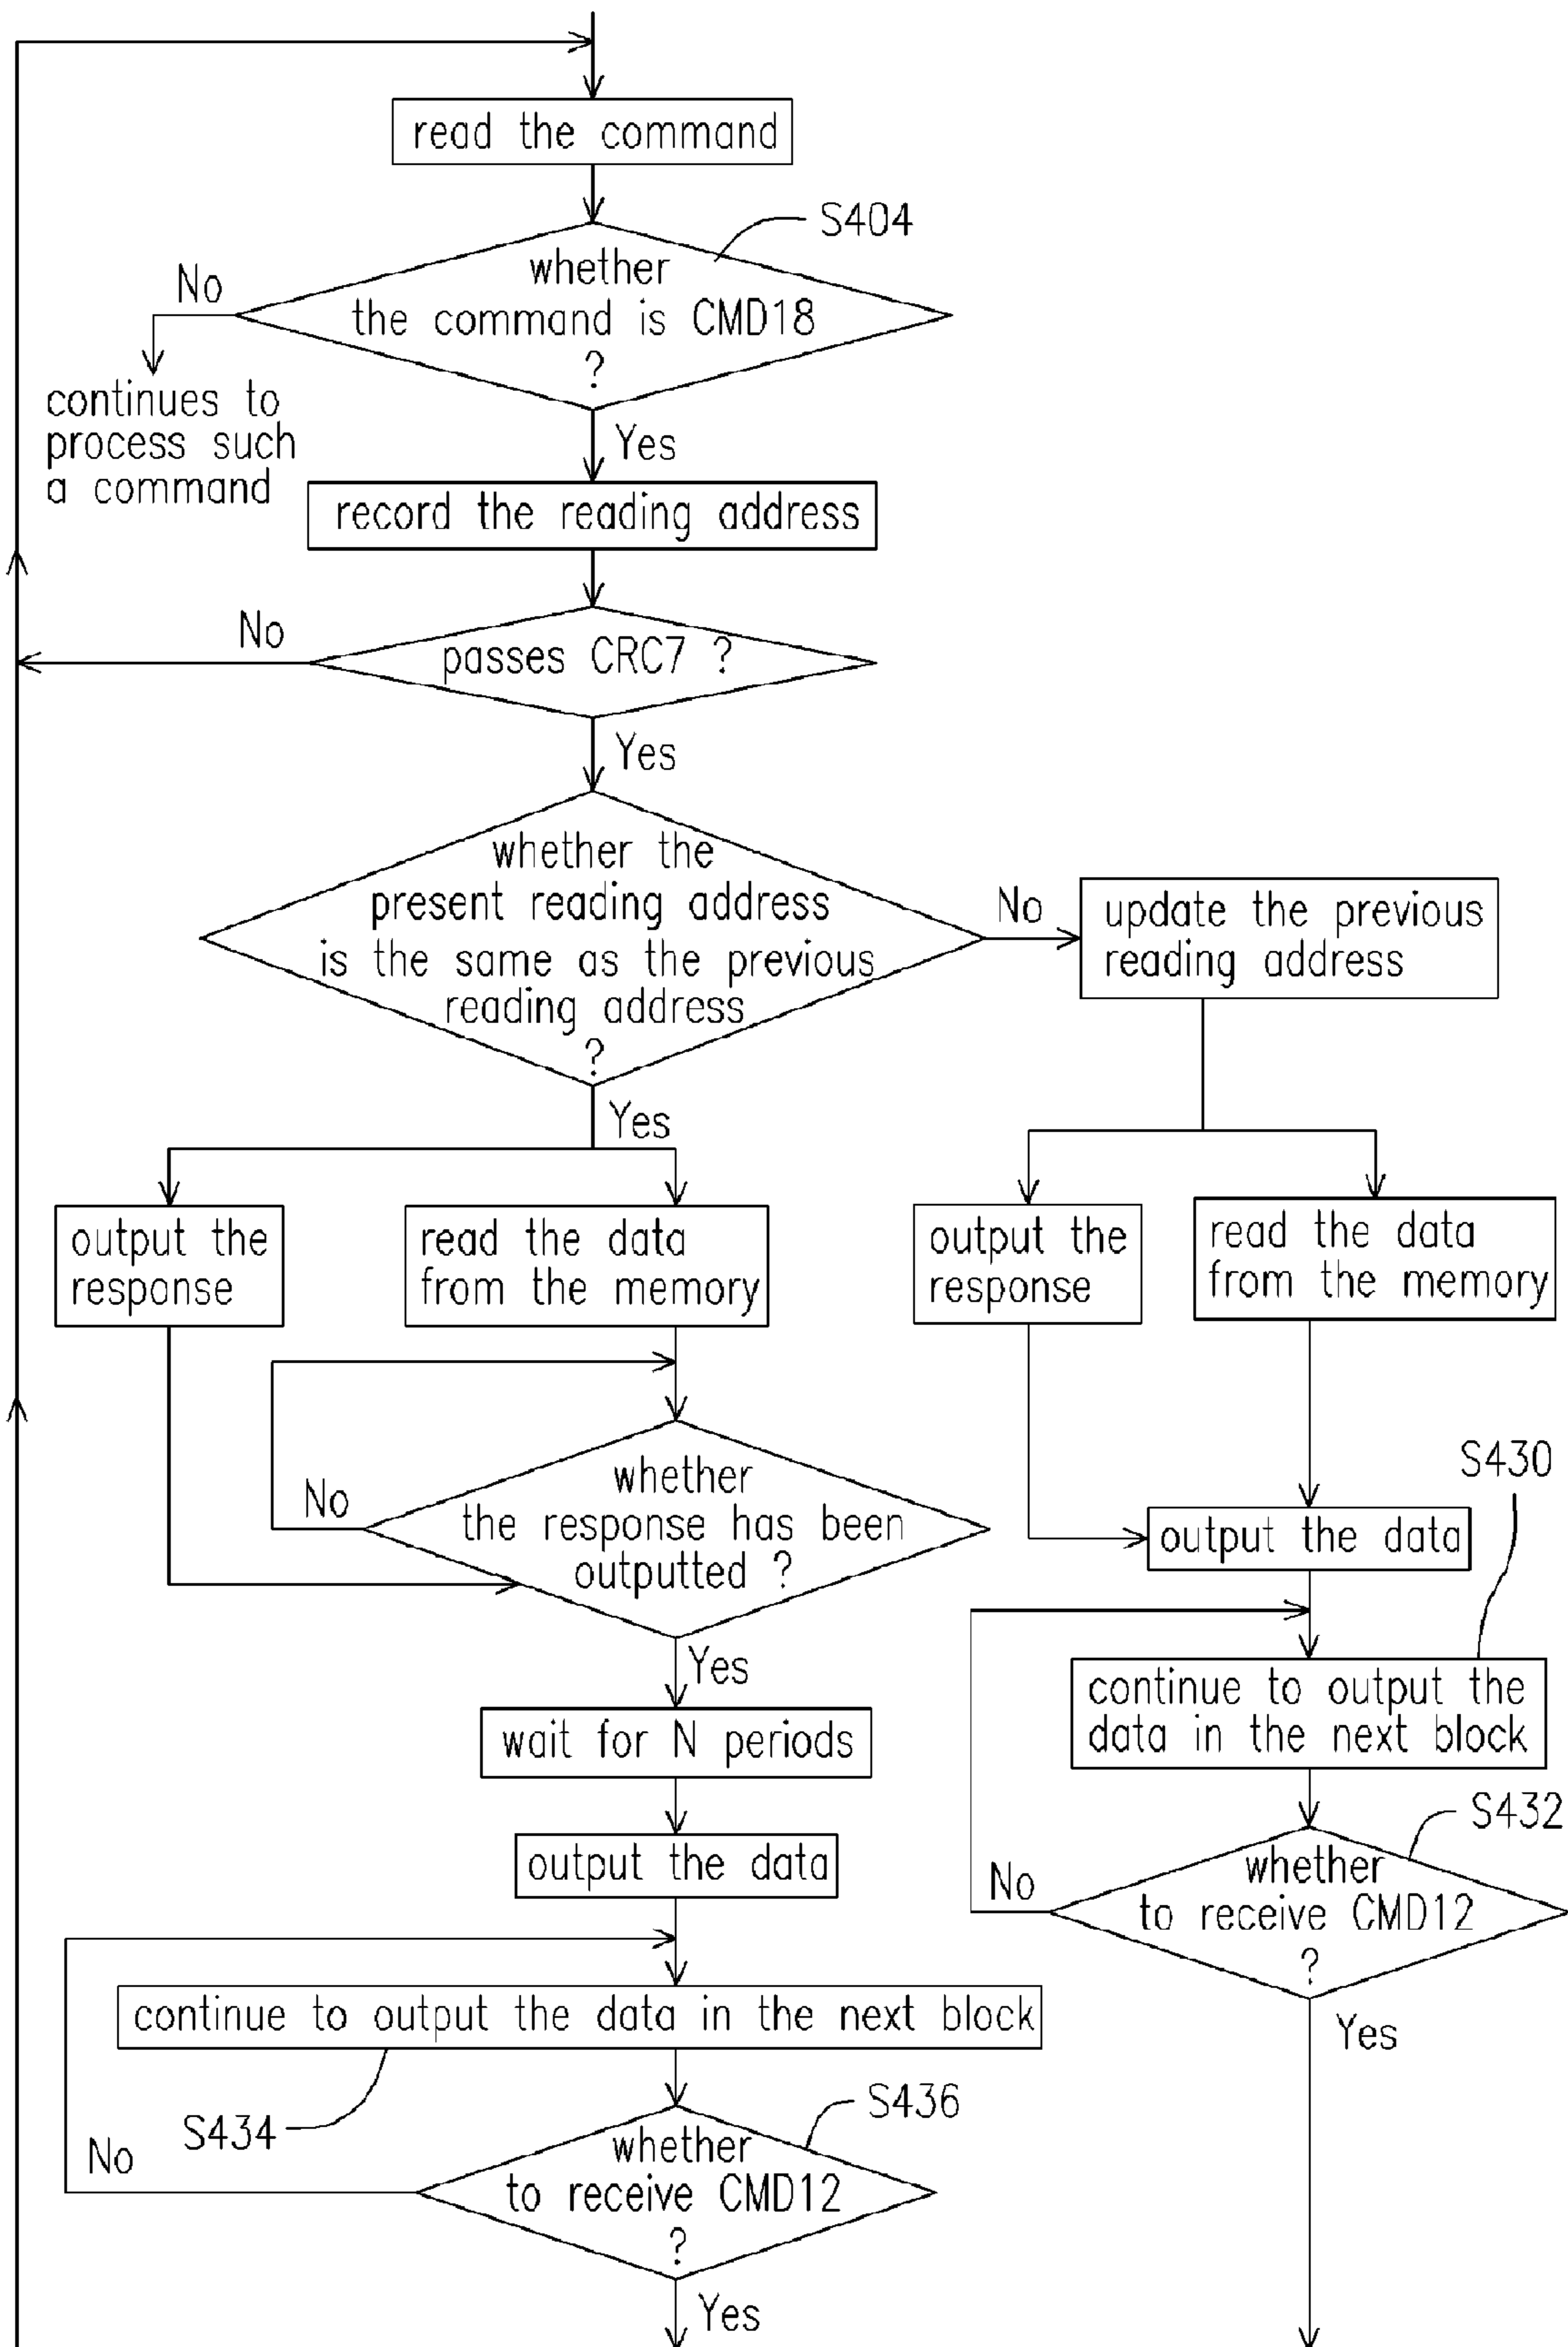 read the command
S404
whether
the command is CMD18
?
No
continues to
process such
a command
Yes
record the reading address
No
passes CRC7 ?
Yes
whether the
present reading address
is the same as the previous
reading address
?
No
update the previous
reading address
Yes
output the
response
read the data
from the memory
output the
response
read the data
from the memory
whether
the response has been
outputted ?
No
S430
output the data
Yes
continue to output the
data in the next block
wait for N periods
S432
whether
to receive CMD12
?
No
output the data
continue to output the data in the next block
Yes
S434
S436
whether
to receive CMD12
?
No
Yes